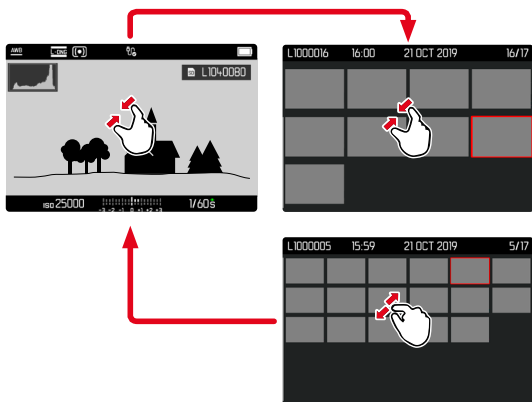 AWB L-DNG
L1040080
ISO 25000 -3 -2 -1 0 +1 +2 +3 1/60s
L1000016 16:00 21 OCT 2019 16/17
L1000005 15:59 21 OCT 2019 5/17